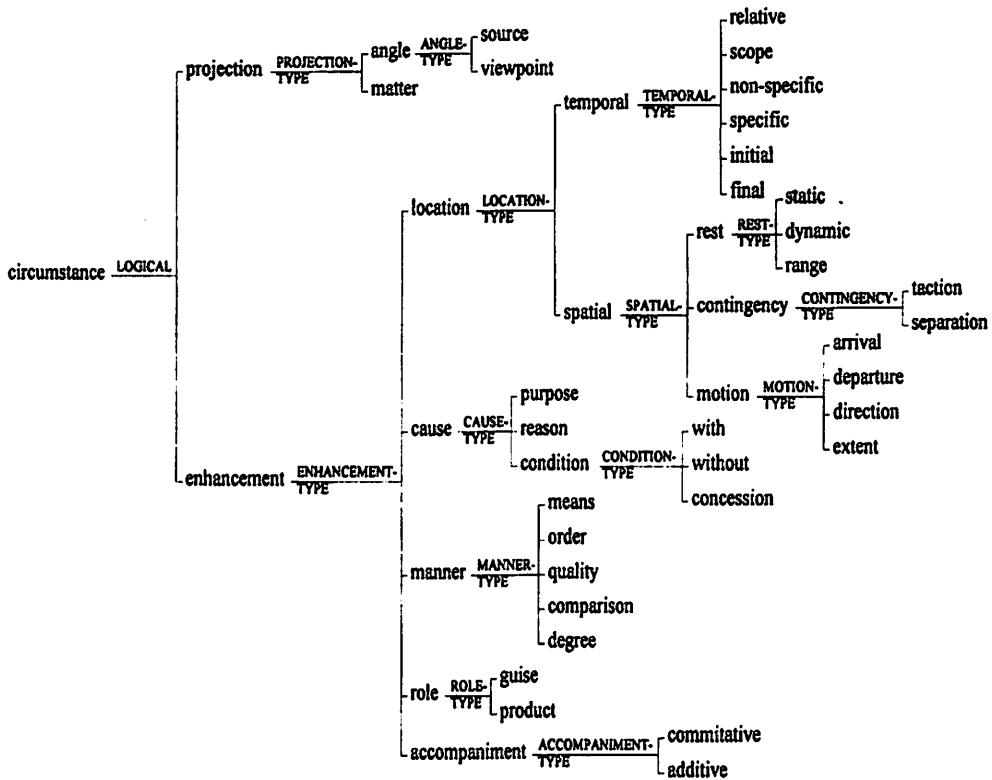 relative
source
ANGLE-
angle
TYPE
PROJECTION-
projection
TYPE
viewpoint
matter
scope
non-specific
TEMPORAL-
temporal
TYPE
specific
initial
final
static
LOCATION-
location
TYPE
REST-
rest
TYPE
dynamic
range
circumstance LOGICAL
taction
CONTINGENCY-
contingency
TYPE
separation
SPATIAL-
spatial
TYPE
arrival
departure
MOTION-
motion
TYPE
direction
extent
purpose
CAUSE-
cause
TYPE
reason
with
CONDITION-
condition
TYPE
without
concession
ENHANCEMENT-
enhancement
TYPE
means
order
MANNER-
manner
TYPE
quality
comparison
degree
guise
ROLE-
role
TYPE
product
commitative
ACCOMPANIMENT-
accompaniment
TYPE
additive